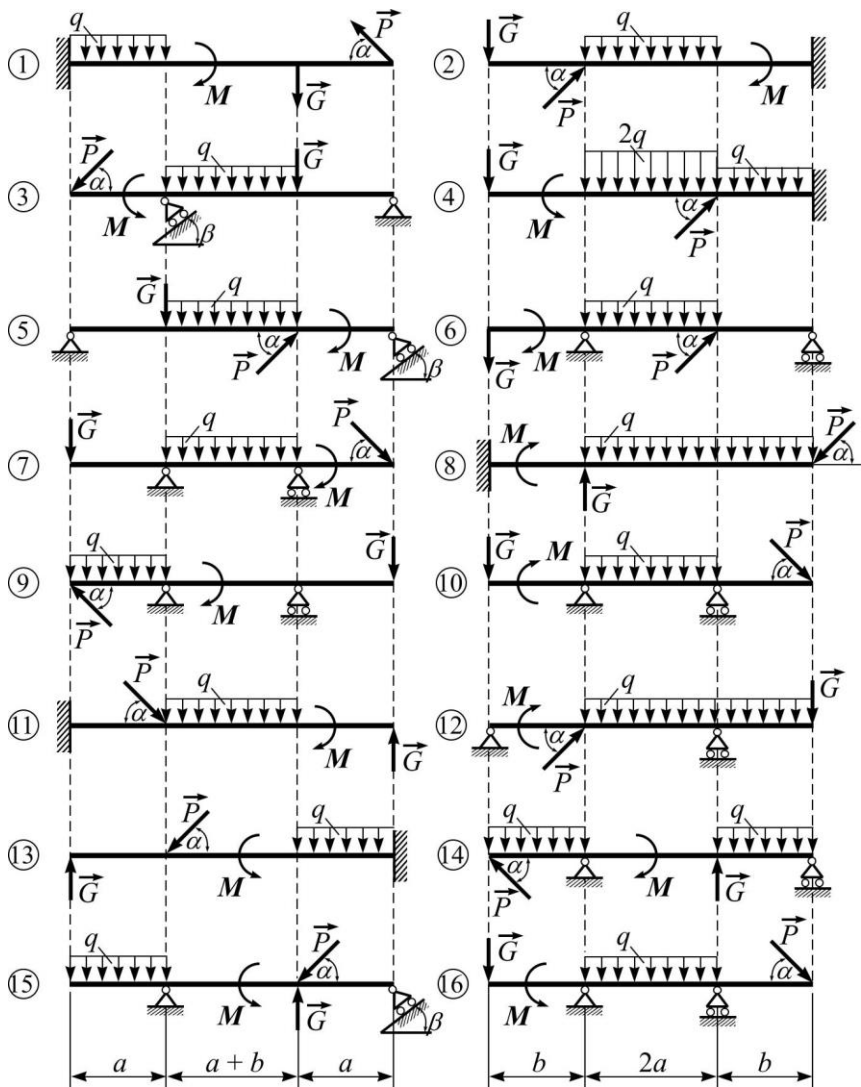 q α P⃗ G⃗ q
① M G⃗ ② α P⃗ M
P⃗ α q G⃗ G⃗ 2q q
③ M β ④ M α P⃗
G⃗ q q
⑤ α P⃗ M β ⑥ G⃗ M α P⃗
G⃗ q P⃗ α M q P⃗ α
⑦ M ⑧ G⃗
q G⃗ G⃗ M q P⃗
⑨ α P⃗ M ⑩ α
P⃗ q M q G⃗
⑪ α M G⃗ ⑫ α P⃗
P⃗ q q q
⑬ G⃗ α M ⑭ α P⃗ M G⃗
q P⃗ G⃗ q P⃗
⑮ M α G⃗ β ⑯ M α
a a + b a b 2a b